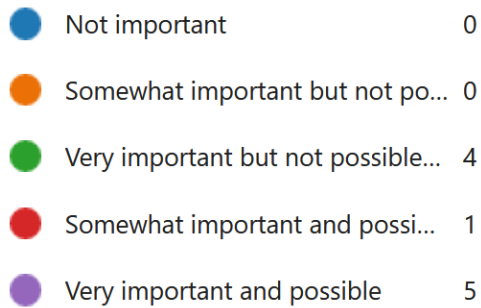 Not important 0
Somewhat important but not po... 0
Very important but not possible... 4
Somewhat important and possi... 1
Very important and possible 5